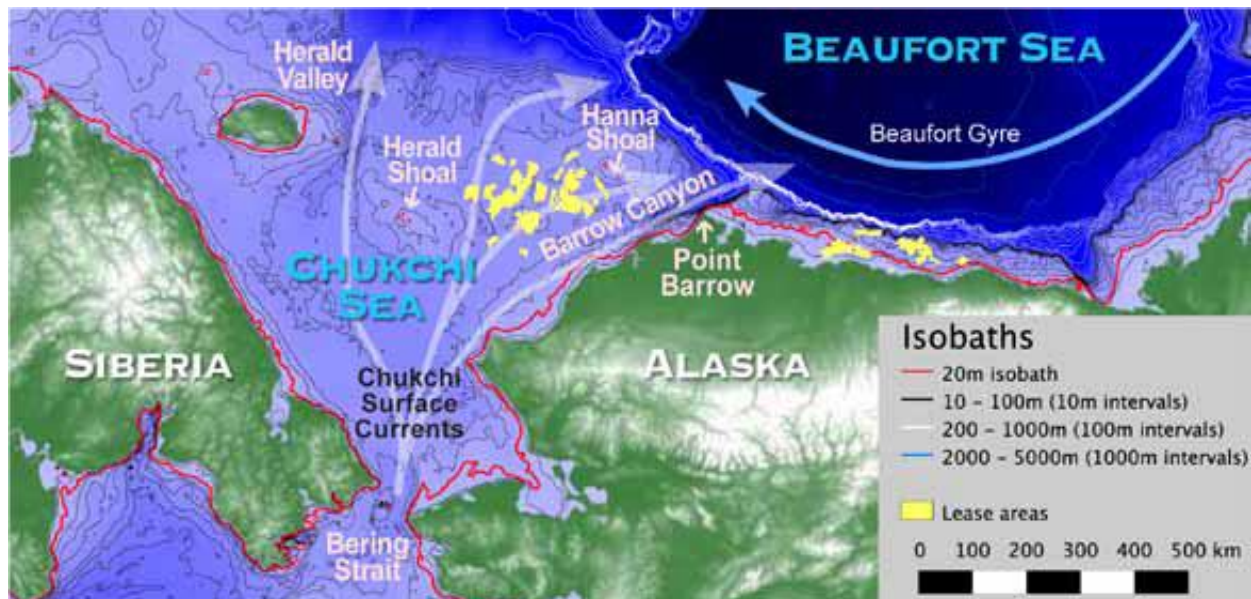 Herald
Valley
BEAUFORT SEA
Hanna
Shoal
Beaufort Gyre
Herald
Shoal
Barrow Canyon
CHUKCHI
SEA
Point
Barrow
SIBERIA
ALASKA
Chukchi
Surface
Currents
Bering
Strait
Isobaths
20m isobath
10 – 100m (10m intervals)
200 – 1000m (100m intervals)
2000 – 5000m (1000m intervals)
Lease areas
0 100 200 300 400 500 km